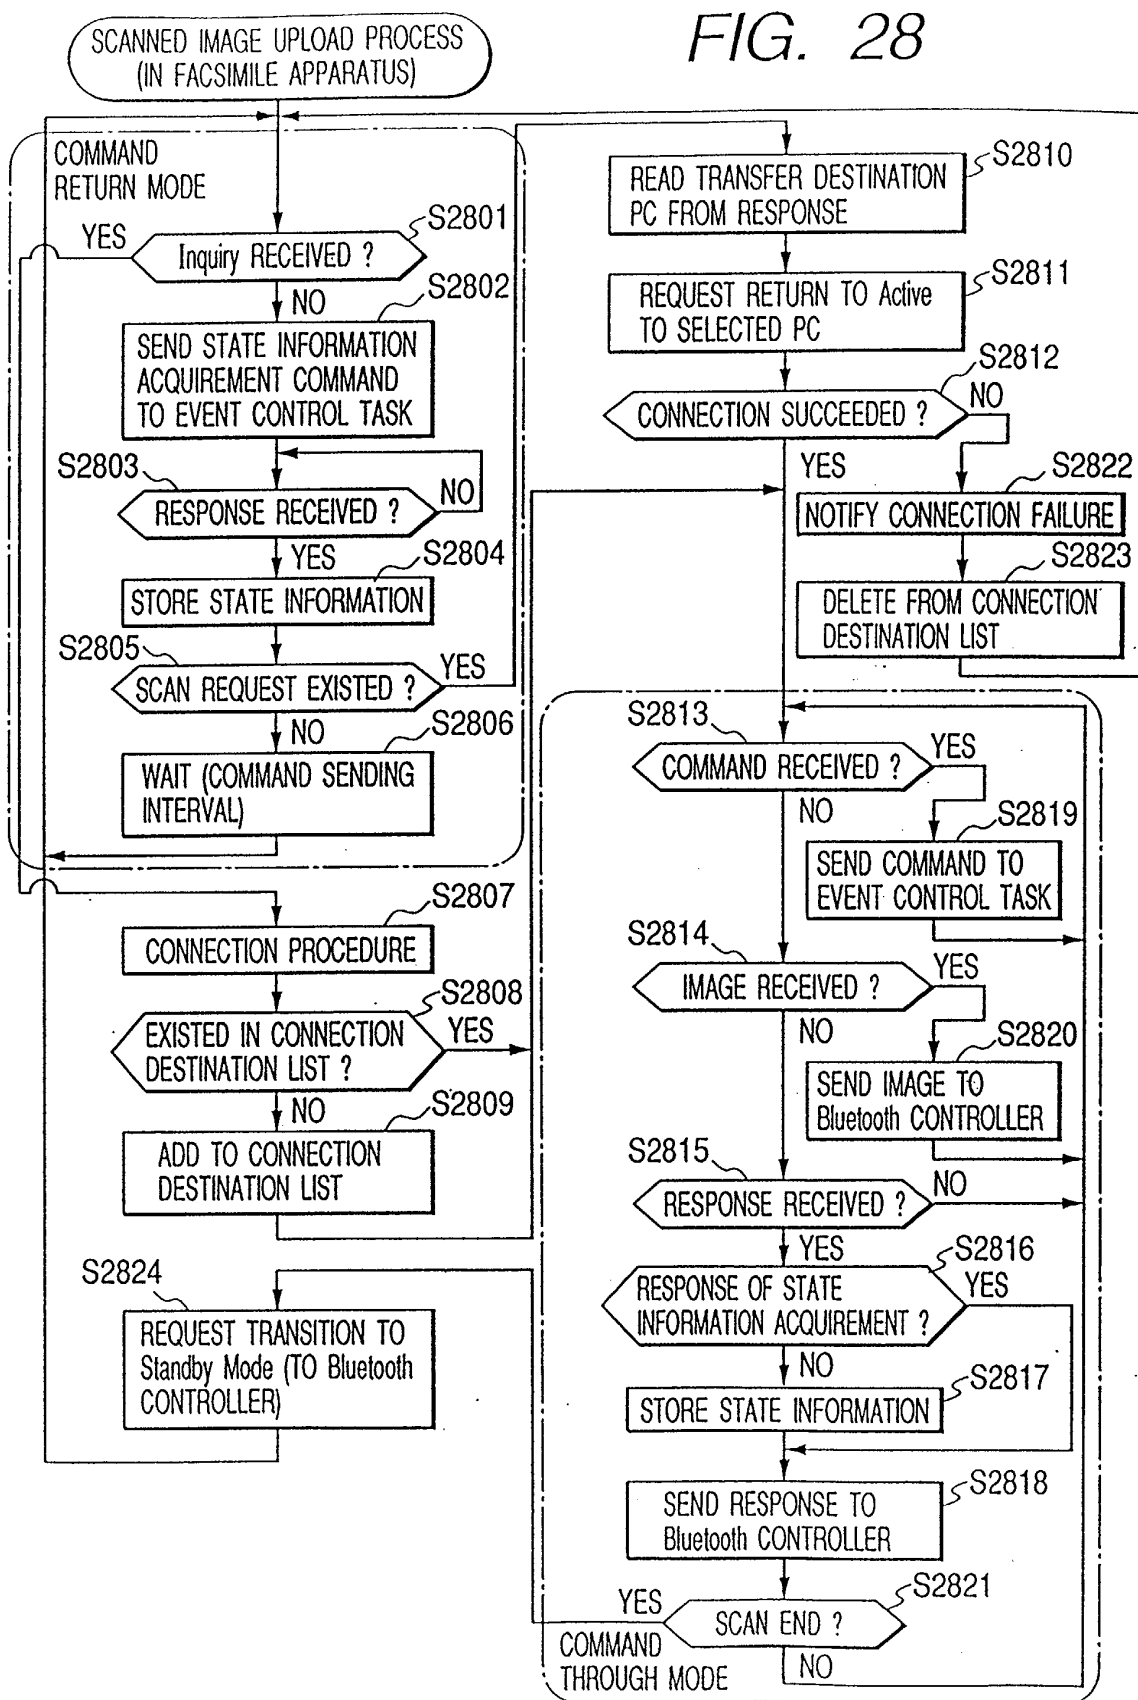 FIG. 28
SCANNED IMAGE UPLOAD PROCESS
(IN FACSIMILE APPARATUS)
COMMAND
RETURN MODE
YES
S2801
Inquiry RECEIVED ?
NO
S2802
SEND STATE INFORMATION
ACQUIREMENT COMMAND
TO EVENT CONTROL TASK
S2803
RESPONSE RECEIVED ?
NO
YES
S2804
STORE STATE INFORMATION
S2805
SCAN REQUEST EXISTED ?
YES
NO
S2806
WAIT (COMMAND SENDING
INTERVAL)
S2807
CONNECTION PROCEDURE
S2808
EXISTED IN CONNECTION
DESTINATION LIST ?
YES
NO
S2809
ADD TO CONNECTION
DESTINATION LIST
S2824
REQUEST TRANSITION TO
Standby Mode (TO Bluetooth
CONTROLLER)
S2810
READ TRANSFER DESTINATION
PC FROM RESPONSE
S2811
REQUEST RETURN TO Active
TO SELECTED PC
S2812
CONNECTION SUCCEEDED ?
NO
YES
S2822
NOTIFY CONNECTION FAILURE
S2823
DELETE FROM CONNECTION
DESTINATION LIST
S2813
COMMAND RECEIVED ?
YES
NO
S2819
SEND COMMAND TO
EVENT CONTROL TASK
S2814
IMAGE RECEIVED ?
YES
NO
S2820
SEND IMAGE TO
Bluetooth CONTROLLER
S2815
RESPONSE RECEIVED ?
NO
YES
S2816
RESPONSE OF STATE
INFORMATION ACQUIREMENT ?
YES
NO
S2817
STORE STATE INFORMATION
S2818
SEND RESPONSE TO
Bluetooth CONTROLLER
S2821
YES
SCAN END ?
NO
COMMAND
THROUGH MODE